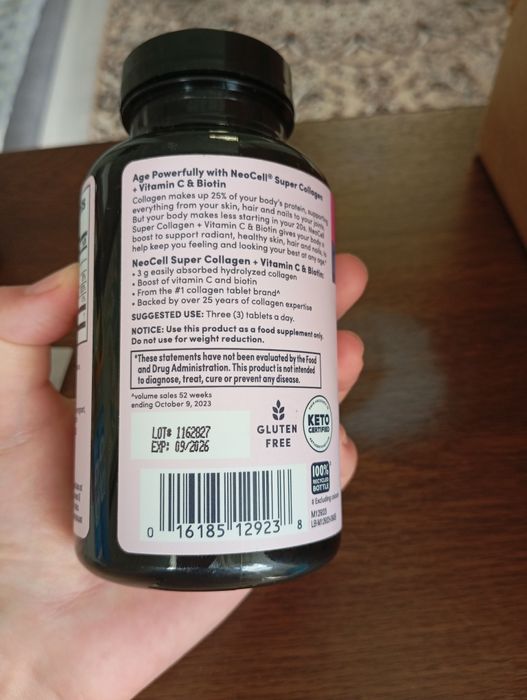 Age Powerfully with NeoCell® Super Collagen
+ Vitamin C & Biotin
Collagen makes up 25% of your body's protein, supporting
everything from your skin, hair and nails to your joints.
But your body makes less starting in your 20s. NeoCell
Super Collagen + Vitamin C & Biotin gives your body a
boost to support radiant, healthy skin, hair and nails, to
help keep you feeling and looking your best at any age.*
NeoCell Super Collagen + Vitamin C & Biotin:
• 3 g easily absorbed hydrolyzed collagen
• Boost of vitamin C and biotin
• From the #1 collagen tablet brand^
• Backed by over 25 years of collagen expertise
SUGGESTED USE: Three (3) tablets a day.
NOTICE: Use this product as a food supplement only.
Do not use for weight reduction.
*These statements have not been evaluated by the Food
and Drug Administration. This product is not intended
to diagnose, treat, cure or prevent any disease.
^volume sales 52 weeks
ending October 9, 2023
LOT# 1162827
EXP: 09/2026
GLUTEN
FREE
KETO
CERTIFIED
100%
RECYCLED
BOTTLE‡
‡ Excluding
M12923
0 16185 12923 8